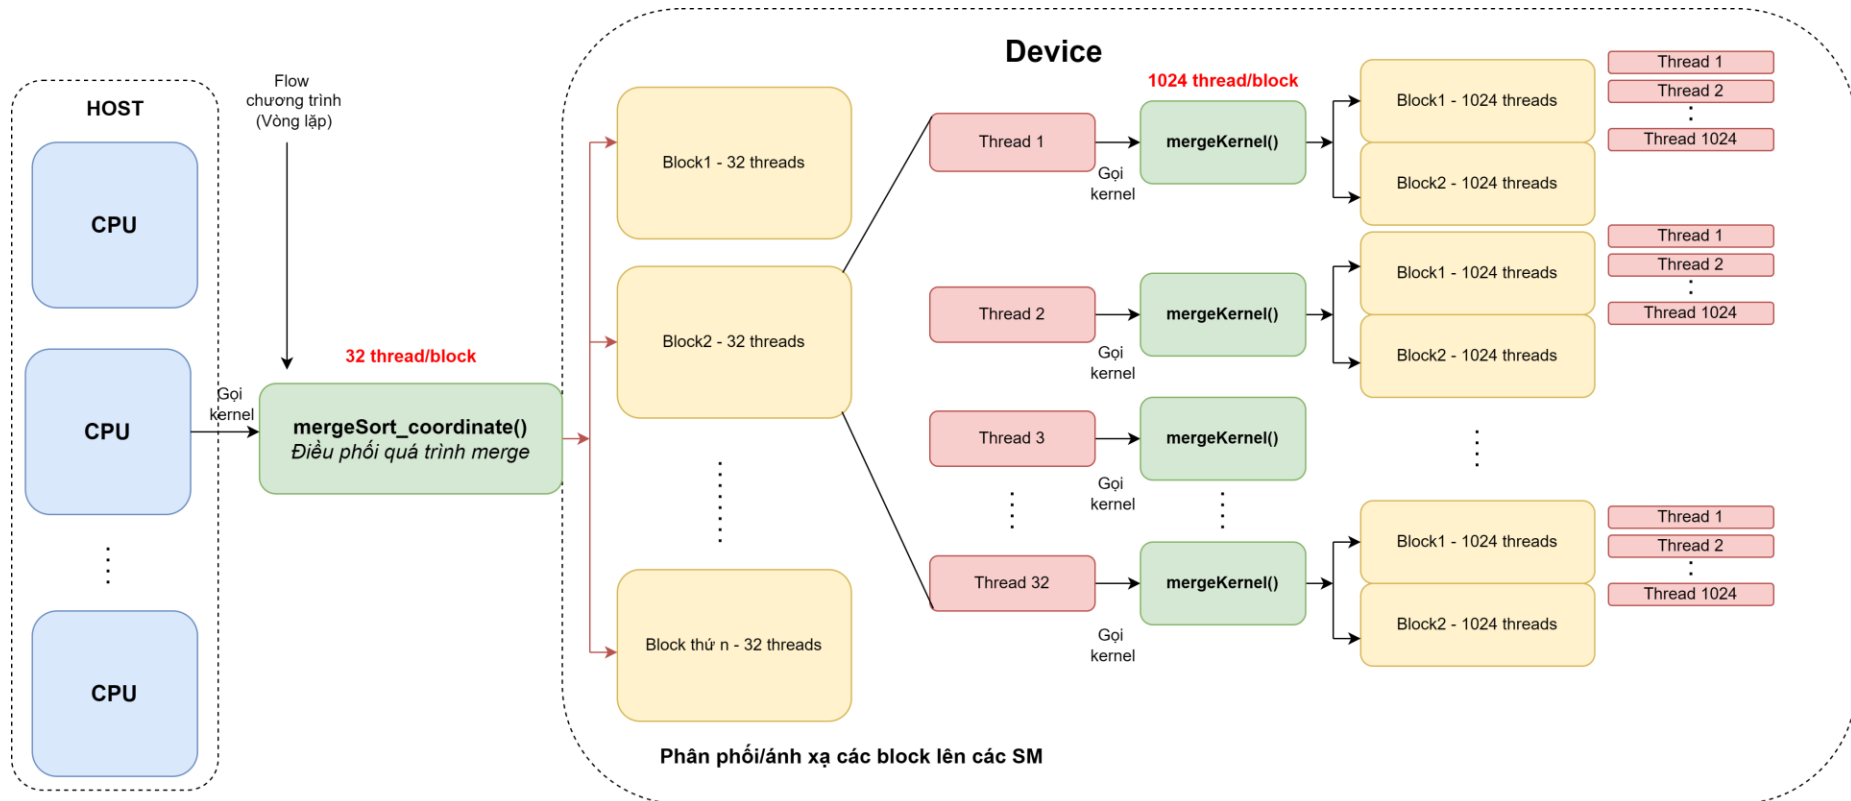 Device
HOST
Flow
chương trình
(Vòng lặp)
CPU
CPU
CPU
Gọi
kernel
32 thread/block
mergeSort_coordinate()
Điều phối quá trình merge
Block1 - 32 threads
Block2 - 32 threads
Block thứ n - 32 threads
Phân phối/ánh xạ các block lên các SM
1024 thread/block
Thread 1
Gọi
kernel
mergeKernel()
Block1 - 1024 threads
Block2 - 1024 threads
Thread 1
Thread 2
Thread 1024
Thread 2
Gọi
kernel
mergeKernel()
Block1 - 1024 threads
Block2 - 1024 threads
Thread 1
Thread 2
Thread 1024
Thread 3
Gọi
kernel
mergeKernel()
Thread 32
Gọi
kernel
mergeKernel()
Block1 - 1024 threads
Block2 - 1024 threads
Thread 1
Thread 2
Thread 1024